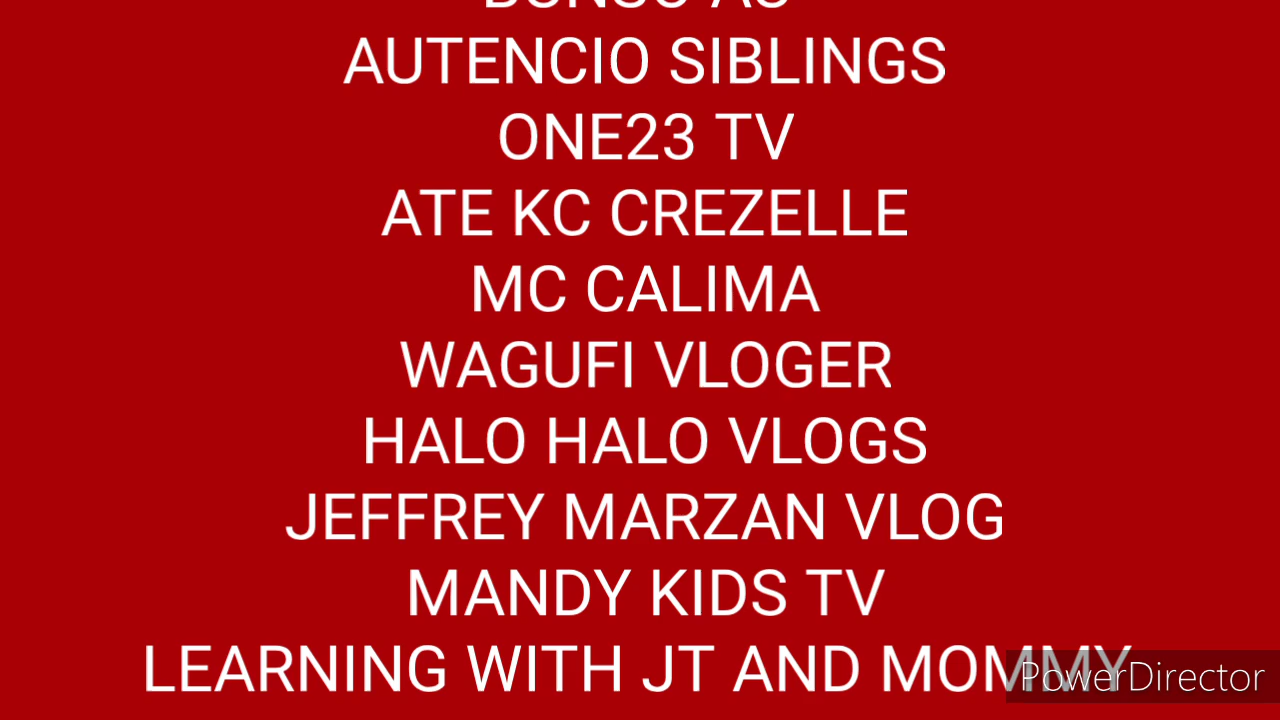 AUTENCIO SIBLINGS
ONE23 TV
ATE KC CREZELLE
MC CALIMA
WAGUFI VLOGER
HALO HALO VLOGS
JEFFREY MARZAN VLOG
MANDY KIDS TV
LEARNING WITH JT AND MOMMY
PowerDirector